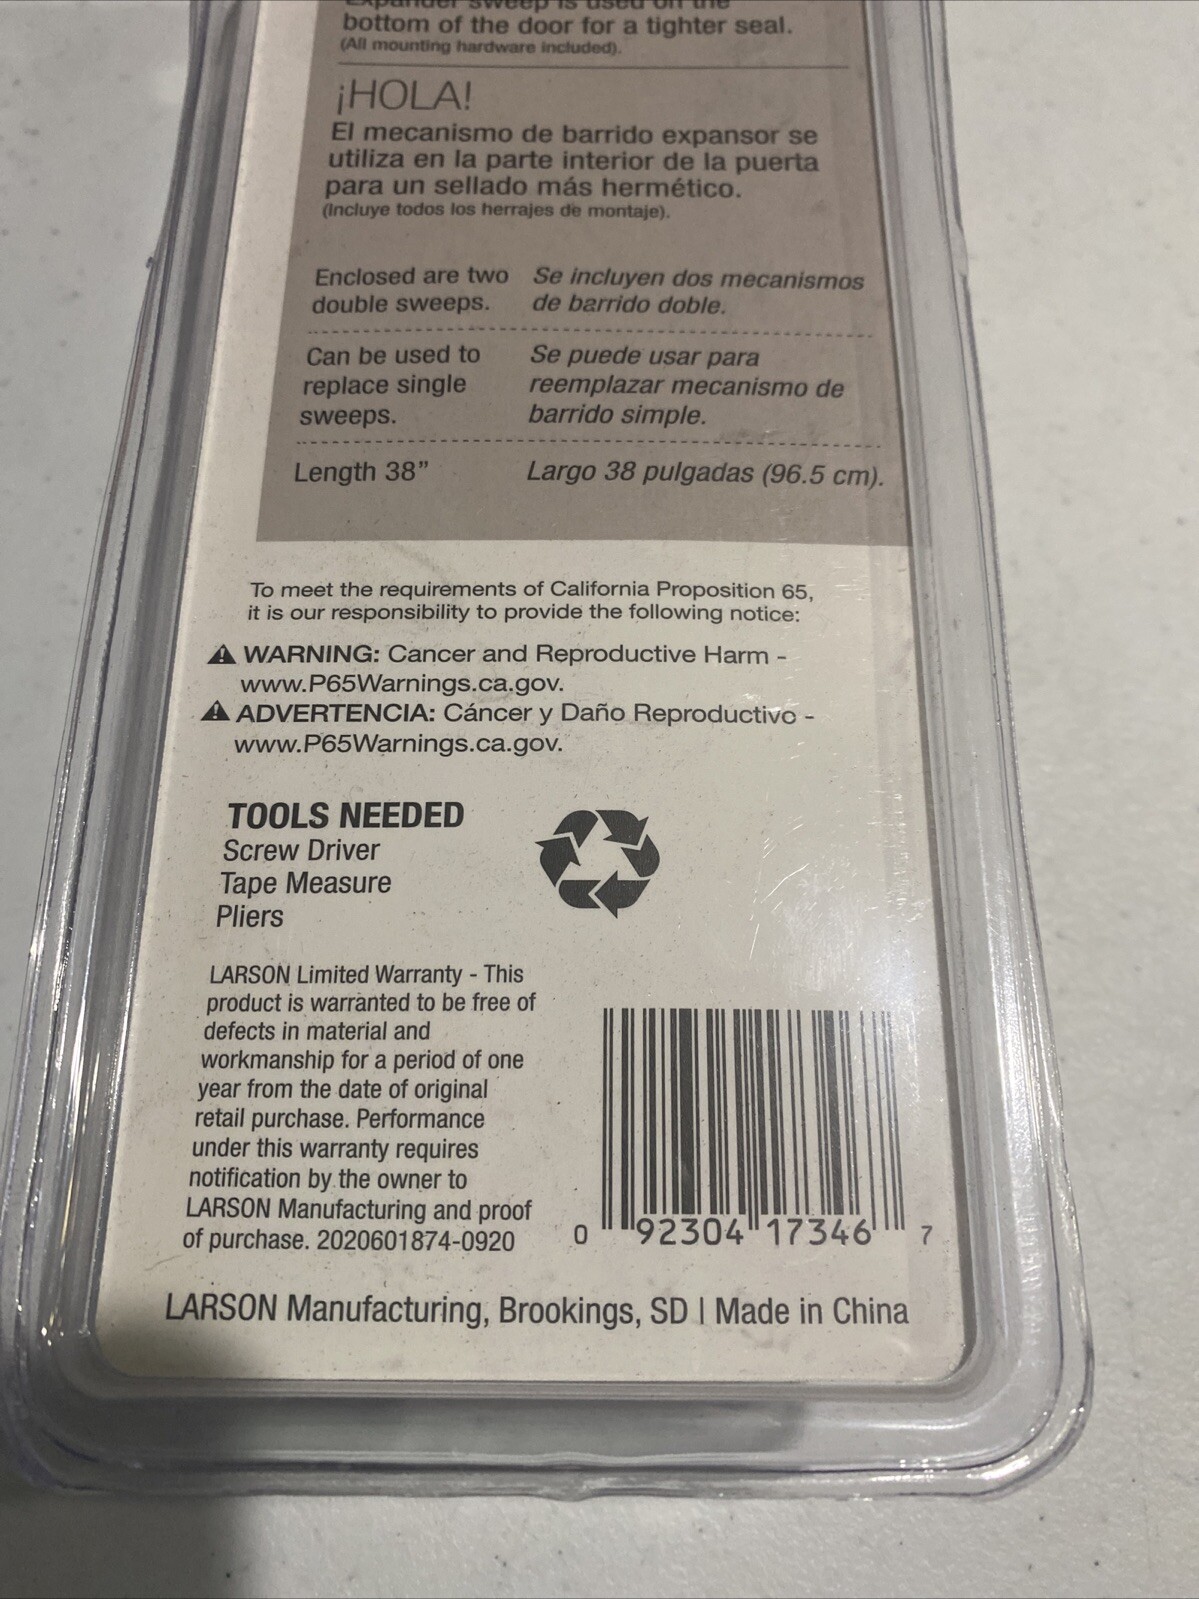 Expander sweep is used on the
bottom of the door for a tighter seal.
(All mounting hardware included).
¡HOLA!
El mecanismo de barrido expansor se
utiliza en la parte interior de la puerta
para un sellado más hermético.
(Incluye todos los herrajes de montaje).
Enclosed are two
double sweeps.
Se incluyen dos mecanismos
de barrido doble.
Can be used to
replace single
sweeps.
Se puede usar para
reemplazar mecanismo de
barrido simple.
Length 38”
Largo 38 pulgadas (96.5 cm).
To meet the requirements of California Proposition 65,
it is our responsibility to provide the following notice:
⚠ WARNING: Cancer and Reproductive Harm -
www.P65Warnings.ca.gov.
⚠ ADVERTENCIA: Cáncer y Daño Reproductivo -
www.P65Warnings.ca.gov.
TOOLS NEEDED
Screw Driver
Tape Measure
Pliers
LARSON Limited Warranty - This
product is warranted to be free of
defects in material and
workmanship for a period of one
year from the date of original
retail purchase. Performance
under this warranty requires
notification by the owner to
LARSON Manufacturing and proof
of purchase. 2020601874-0920
0 92304 17346 7
LARSON Manufacturing, Brookings, SD | Made in China